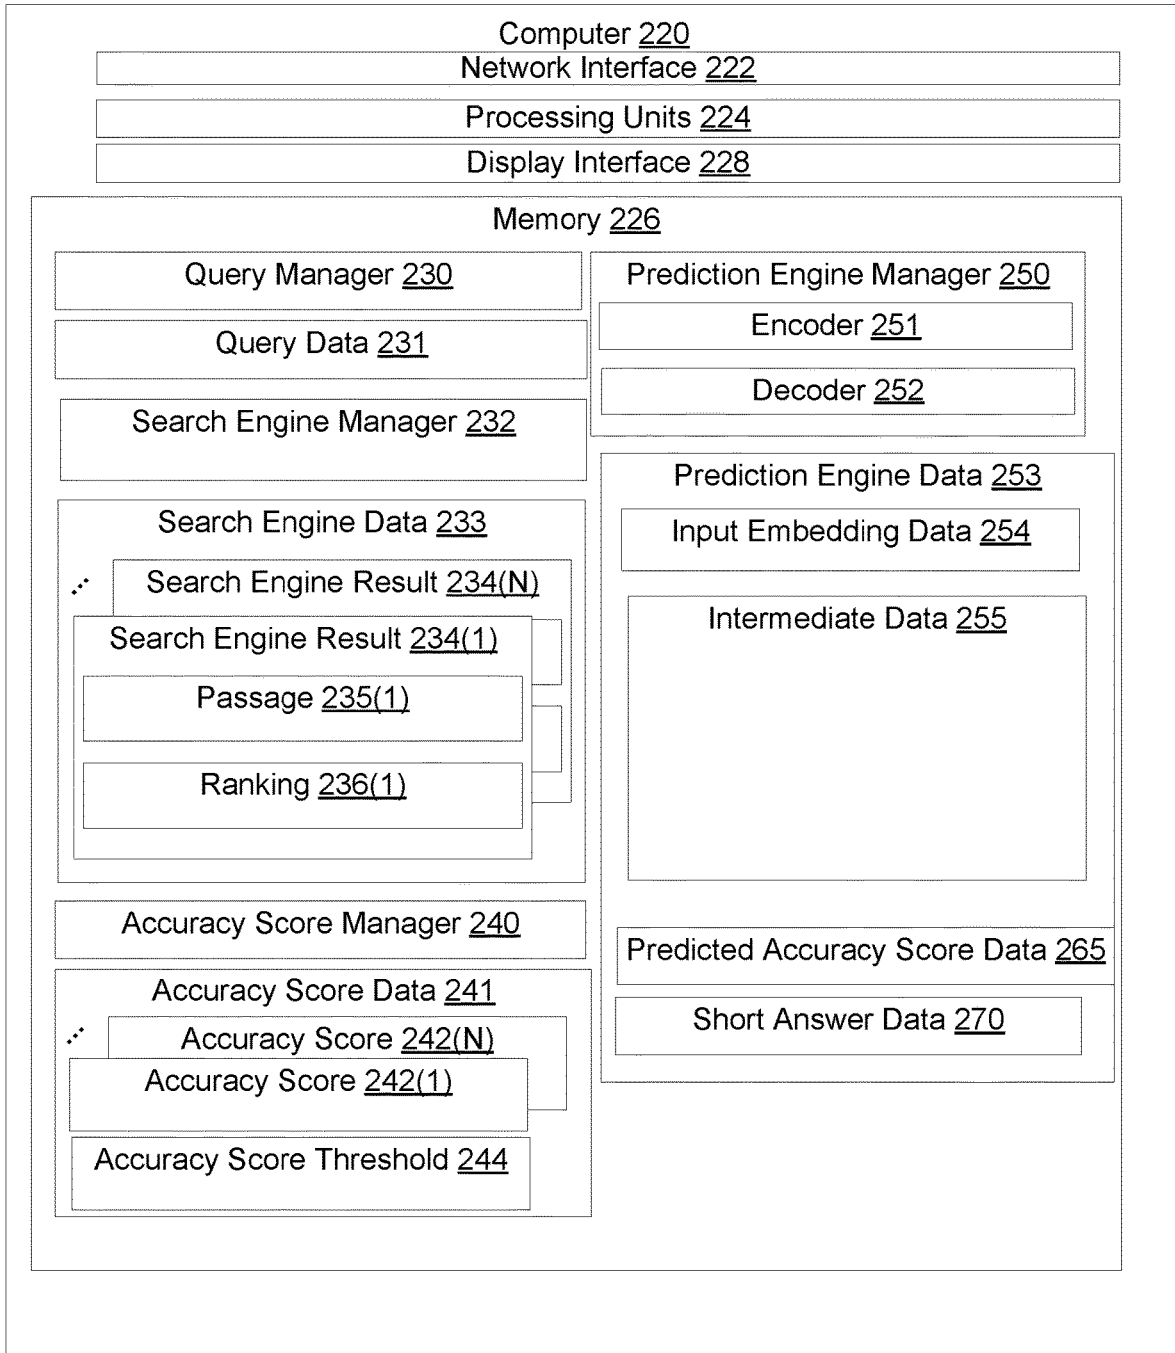 Computer 220
Network Interface 222
Processing Units 224
Display Interface 228
Memory 226
Query Manager 230
Query Data 231
Search Engine Manager 232
Search Engine Data 233
Search Engine Result 234(N)
Search Engine Result 234(1)
Passage 235(1)
Ranking 236(1)
Accuracy Score Manager 240
Accuracy Score Data 241
Accuracy Score 242(N)
Accuracy Score 242(1)
Accuracy Score Threshold 244
Prediction Engine Manager 250
Encoder 251
Decoder 252
Prediction Engine Data 253
Input Embedding Data 254
Intermediate Data 255
Predicted Accuracy Score Data 265
Short Answer Data 270